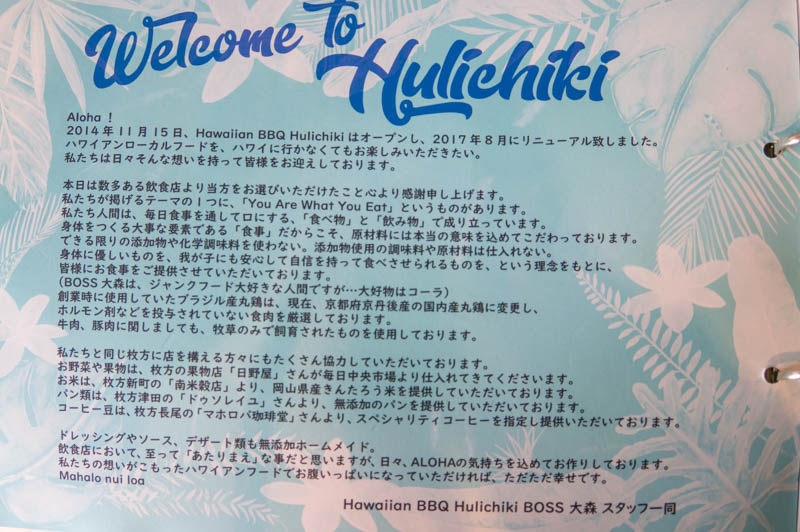 Welcome to
Hulichiki
Aloha！
2014年11月15日、Hawaiian BBQ Hulichikiはオープンし、2017年8月にリニューアル致しました。
ハワイアンローカルフードを、ハワイに行かなくてもお楽しみいただきたい。
私たちは日々そんな想いを持って皆様をお迎えしております。
本日は数多ある飲食店より当方をお選びいただけたこと心より感謝申し上げます。
私たちが掲げるテーマの1つに、「You Are What You Eat」というものがあります。
私たち人間は、毎日食事を通して口にする、「食べ物」と「飲み物」で成り立っています。
身体をつくる大事な要素である「食事」だからこそ、原材料には本当の意味を込めてこだわっております。
できる限りの添加物や化学調味料を使わない。添加物使用の調味料や原材料は仕入れない。
身体に優しいものを、我が子にも安心して自信を持って食べさせられるものを、という理念をもとに、
皆様にお食事をご提供させていただいております。
（BOSS大森は、ジャンクフード大好きな人間ですが…大好物はコーラ）
創業時に使用していたブラジル産丸鶏は、現在、京都府京丹後産の国内産丸鶏に変更し、
ホルモン剤などを投与されていない食肉を厳選しております。
牛肉、豚肉に関しましても、牧草のみで飼育されたものを使用しております。
私たちと同じ枚方に店を構える方々にもたくさん協力していただいております。
お野菜や果物は、枚方の果物店「日野屋」さんが毎日中央市場より仕入れてきてくださいます。
お米は、枚方新町の「南米穀店」より、岡山県産きんたろう米を提供していただいております。
パン類は、枚方津田の「ドゥソレイユ」さんより、無添加のパンを提供していただいております。
コーヒー豆は、枚方長尾の「マホロバ珈琲堂」さんより、スペシャリティコーヒーを指定し提供いただいております。
ドレッシングやソース、デザート類も無添加ホームメイド。
飲食店において、至って「あたりまえ」な事だと思いますが、日々、ALOHAの気持ちを込めてお作りしております。
私たちの想いがこもったハワイアンフードでお腹いっぱいになっていただければ、ただただ幸せです。
Mahalo nui loa
Hawaiian BBQ Hulichiki BOSS 大森 スタッフ一同